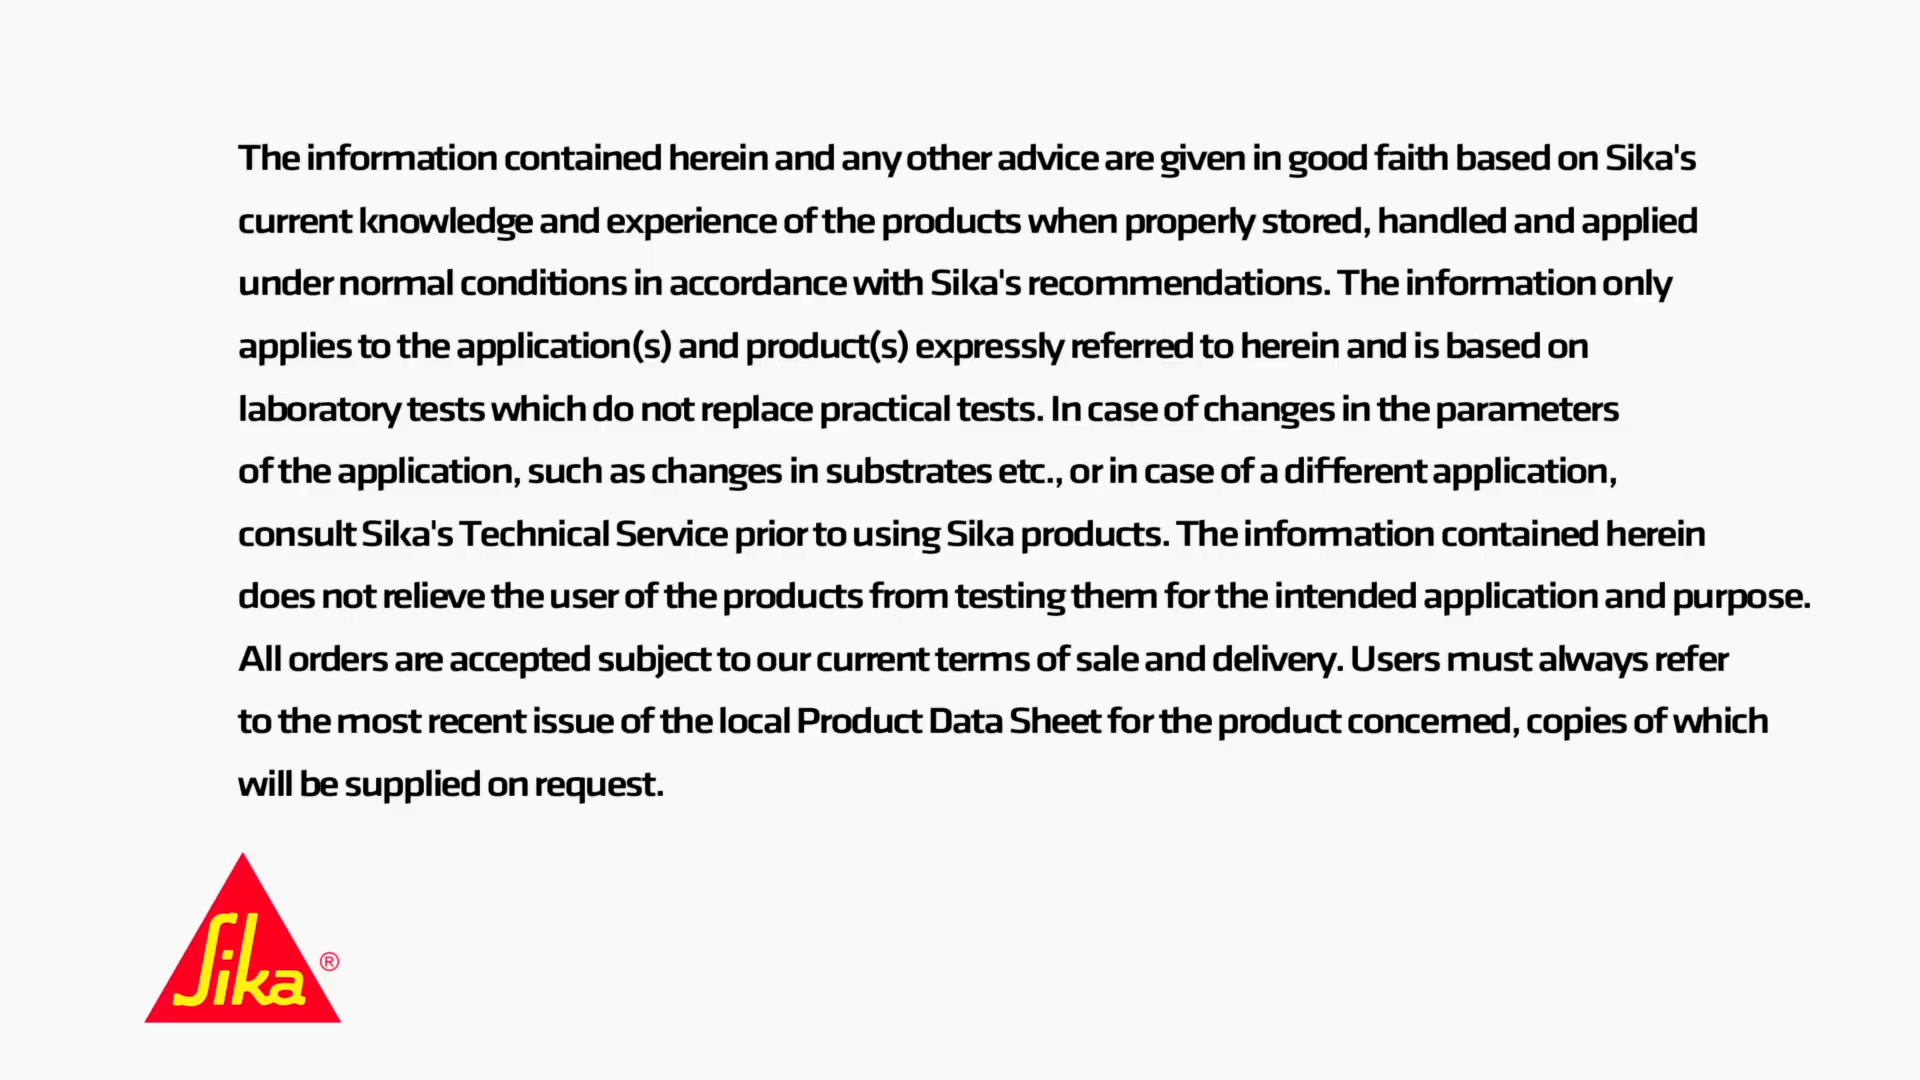 The information contained herein and any other advice are given in good faith based on Sika's
current knowledge and experience of the products when properly stored, handled and applied
under normal conditions in accordance with Sika's recommendations. The information only
applies to the application(s) and product(s) expressly referred to herein and is based on
laboratory tests which do not replace practical tests. In case of changes in the parameters
of the application, such as changes in substrates etc., or in case of a different application,
consult Sika's Technical Service prior to using Sika products. The information contained herein
does not relieve the user of the products from testing them for the intended application and purpose.
All orders are accepted subject to our current terms of sale and delivery. Users must always refer
to the most recent issue of the local Product Data Sheet for the product concerned, copies of which
will be supplied on request.
Sika®